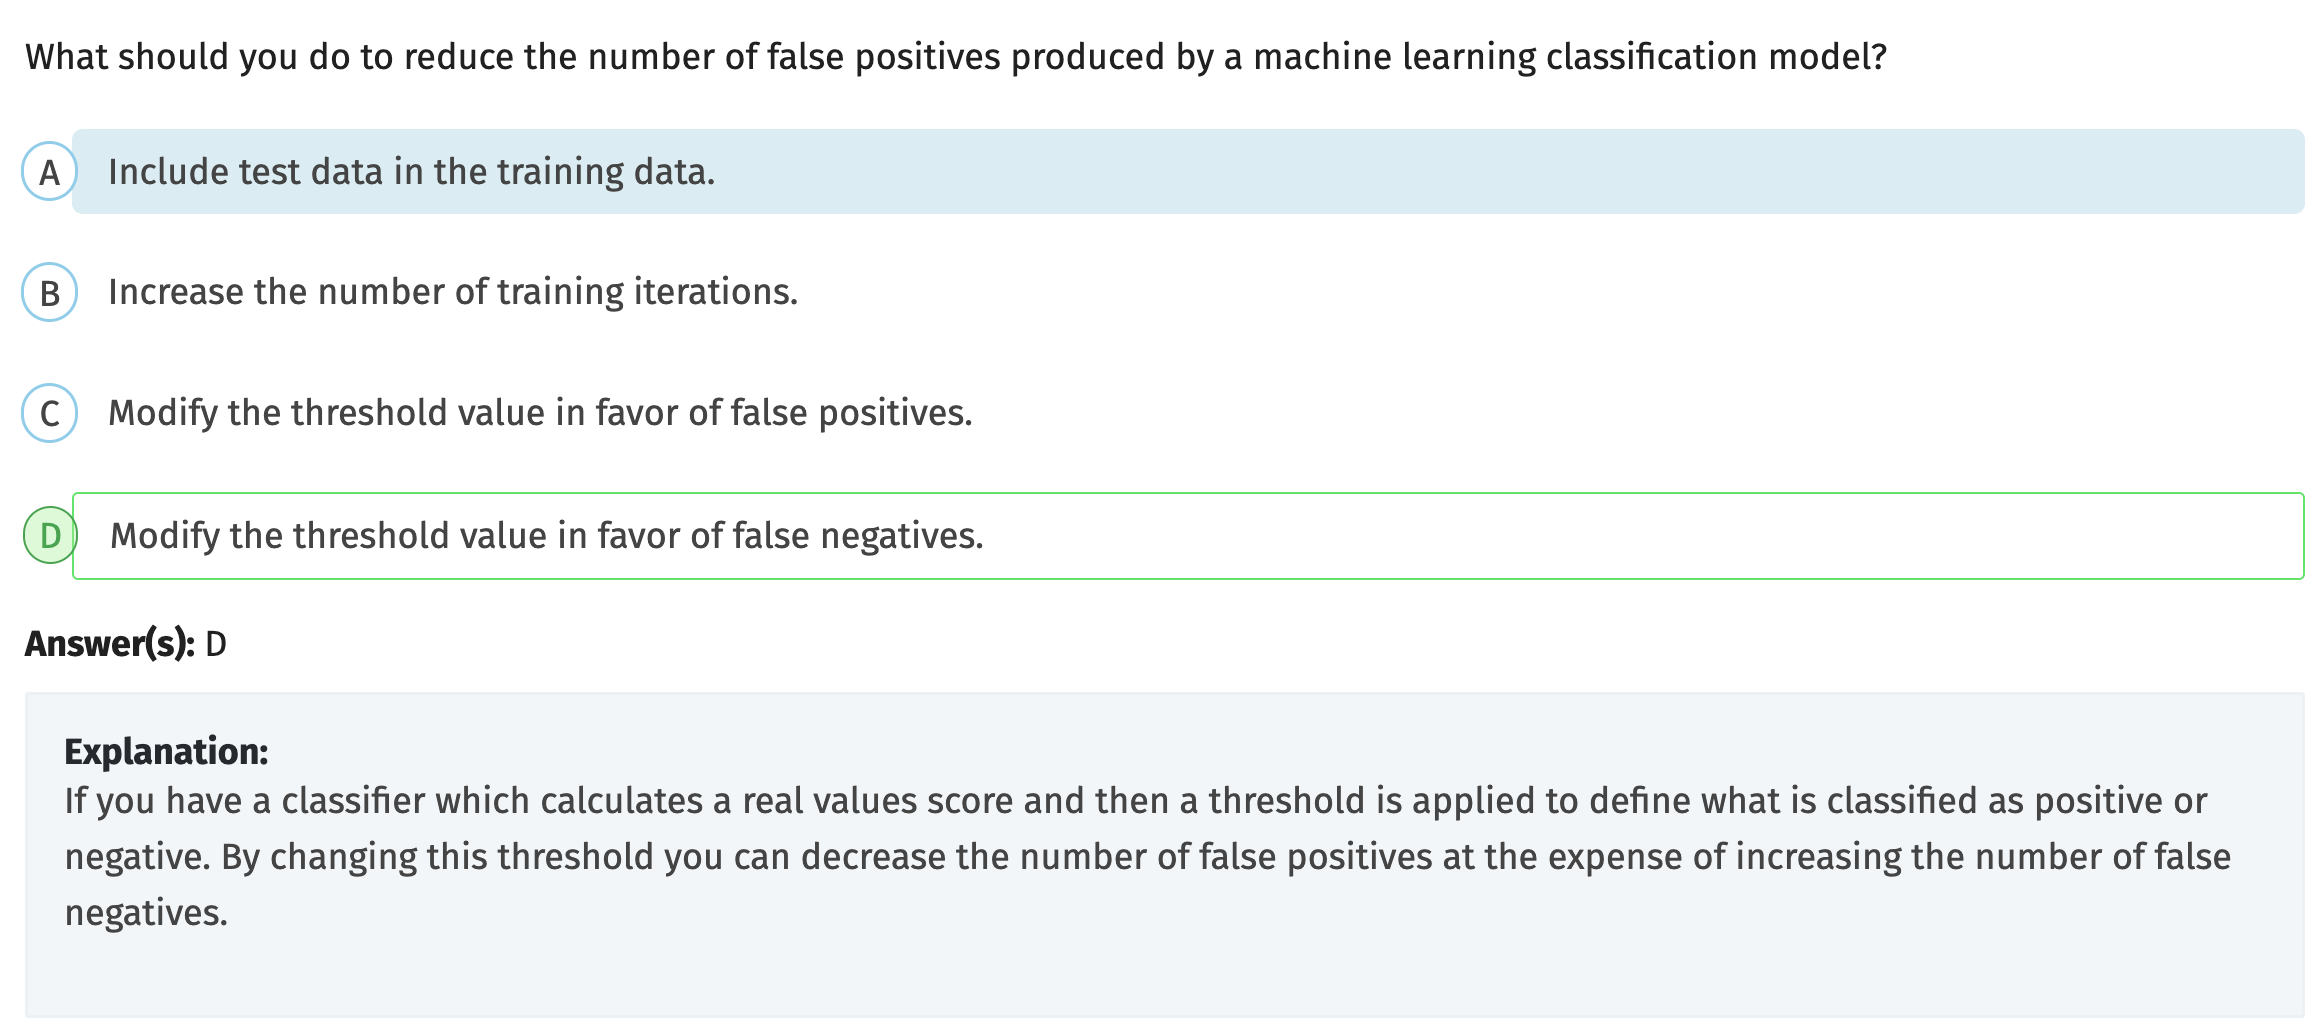 What should you do to reduce the number of false positives produced by a machine learning classification model?
A Include test data in the training data.
B Increase the number of training iterations.
C Modify the threshold value in favor of false positives.
D Modify the threshold value in favor of false negatives.
Answer(s): D
Explanation:
If you have a classifier which calculates a real values score and then a threshold is applied to define what is classified as positive or
negative. By changing this threshold you can decrease the number of false positives at the expense of increasing the number of false
negatives.